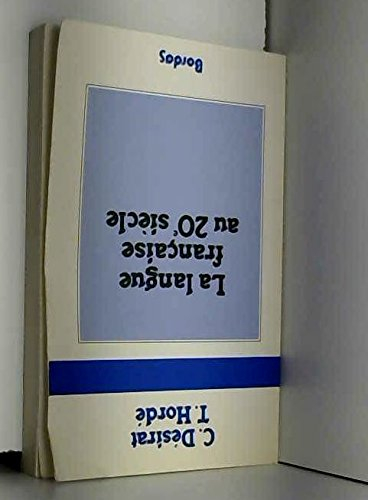 C. Désirat
T. Hordé
La langue
française
au 20e siècle
Bordas